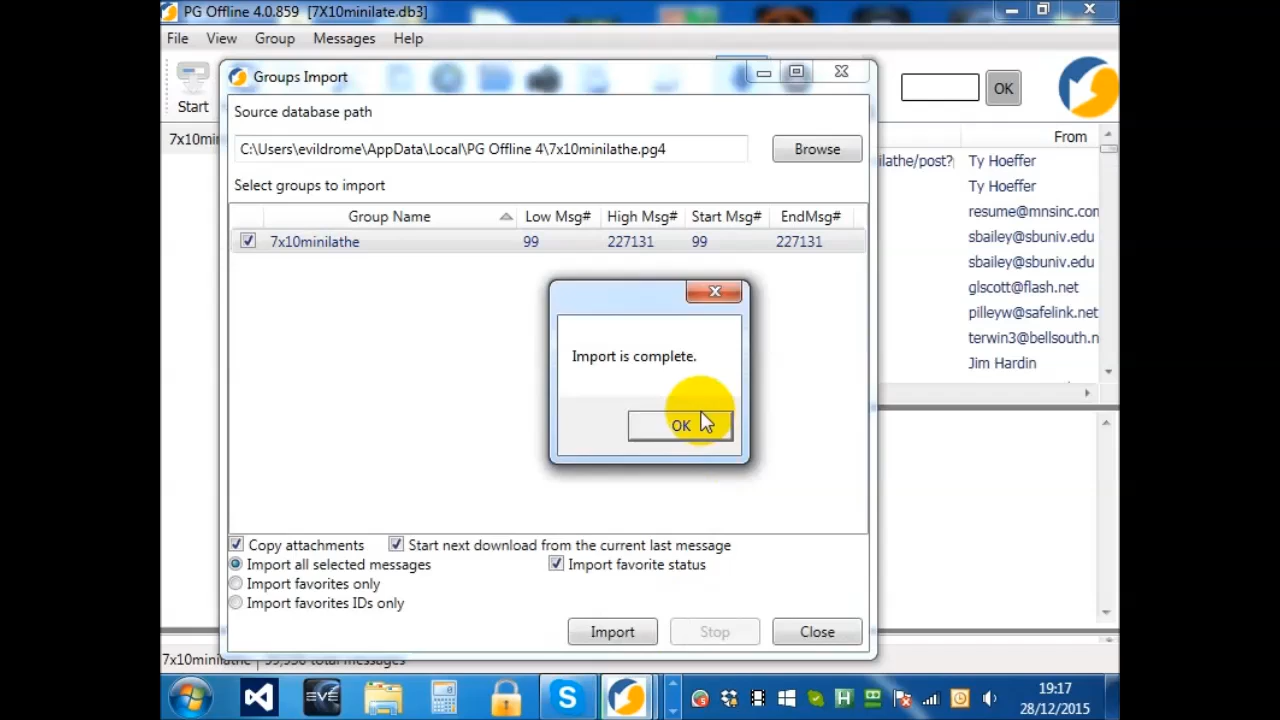 PG Offline 4.0.859 [7X10minilate.db3]
File View Group Messages Help
Groups Import
Start
OK
Source database path
7x10mi
From
C:\Users\evildrome\AppData\Local\PG Offline 4\7x10minilathe.pg4
Browse
ilathe/post?
Ty Hoeffer
Select groups to import
Ty Hoeffer
Group Name Low Msg# High Msg# Start Msg# EndMsg#
resume@mnsinc.com
7x10minilathe 99 227131 99 227131
sbailey@sbuniv.edu
sbailey@sbuniv.edu
glscott@flash.net
pilleyw@safelink.net
terwin3@bellsouth.n
Jim Hardin
Import is complete.
OK
Copy attachments Start next download from the current last message
Import all selected messages Import favorite status
Import favorites only
Import favorites IDs only
Import Stop Close
7x10minilathe total messages
EVE
19:17
28/12/2015